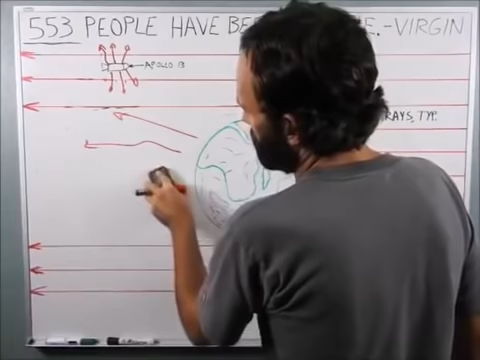 553 PEOPLE HAVE BE E.-VIRGIN
APOLLO 13
RAYS, TYP.